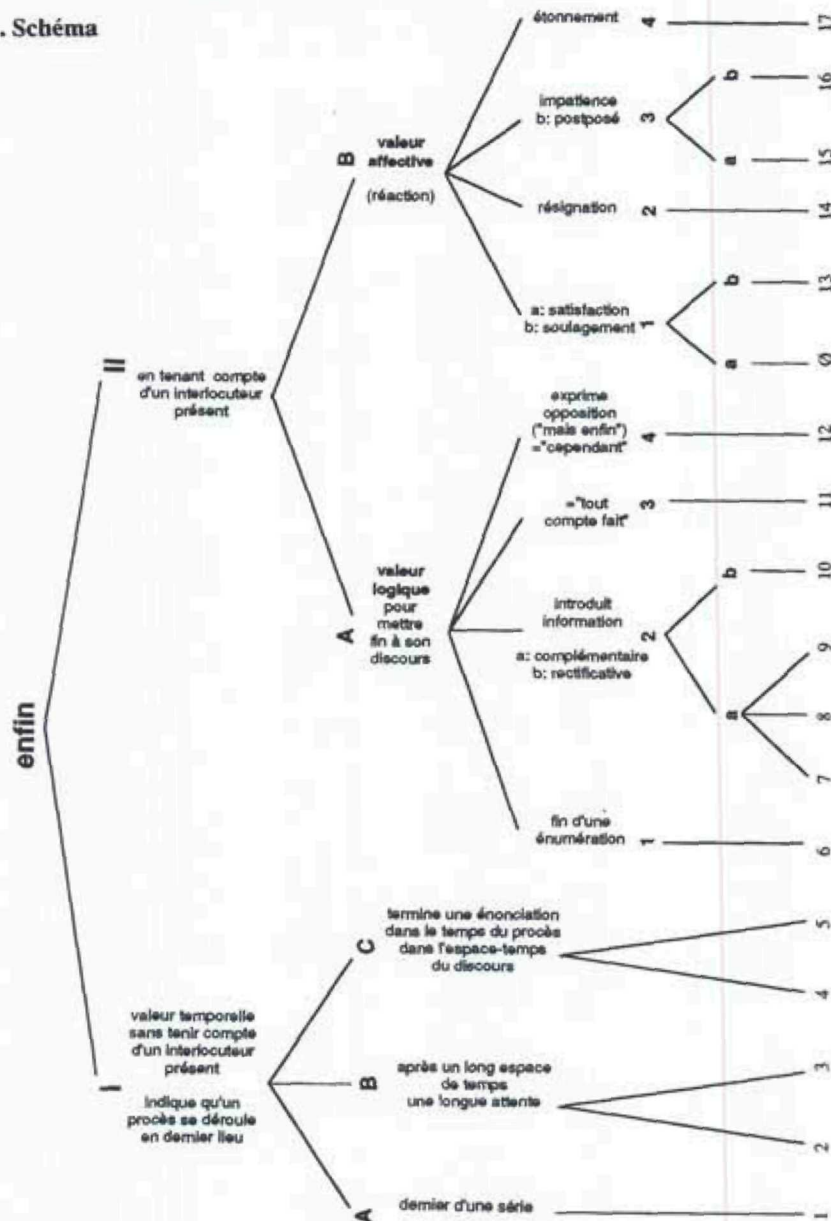 . Schéma
enfin
I
valeur temporelle
sans tenir compte
d'un interlocuteur
présent
indique qu'un
procès se déroule
en dernier lieu
A
dernier d'une série
1
B
après un long espace
de temps
une longue attente
2
3
C
termine une énonciation
dans le temps du procès
dans l'espace-temps
du discours
4
5
II
en tenant compte
d'un interlocuteur
présent
A
valeur
logique
pour
mettre
fin à son
discours
fin d'une
énumération
1
6
introduit
information
a: complémentaire
b: rectificative
2
a
7
8
9
b
10
="tout
compte fait"
3
11
exprime
opposition
("mais enfin")
="cependant"
4
12
B
valeur
affective
(réaction)
a: satisfaction
b: soulagement
1
a
Ø
b
13
résignation
2
14
impatience
b: postposé
3
a
15
b
16
étonnement
4
17